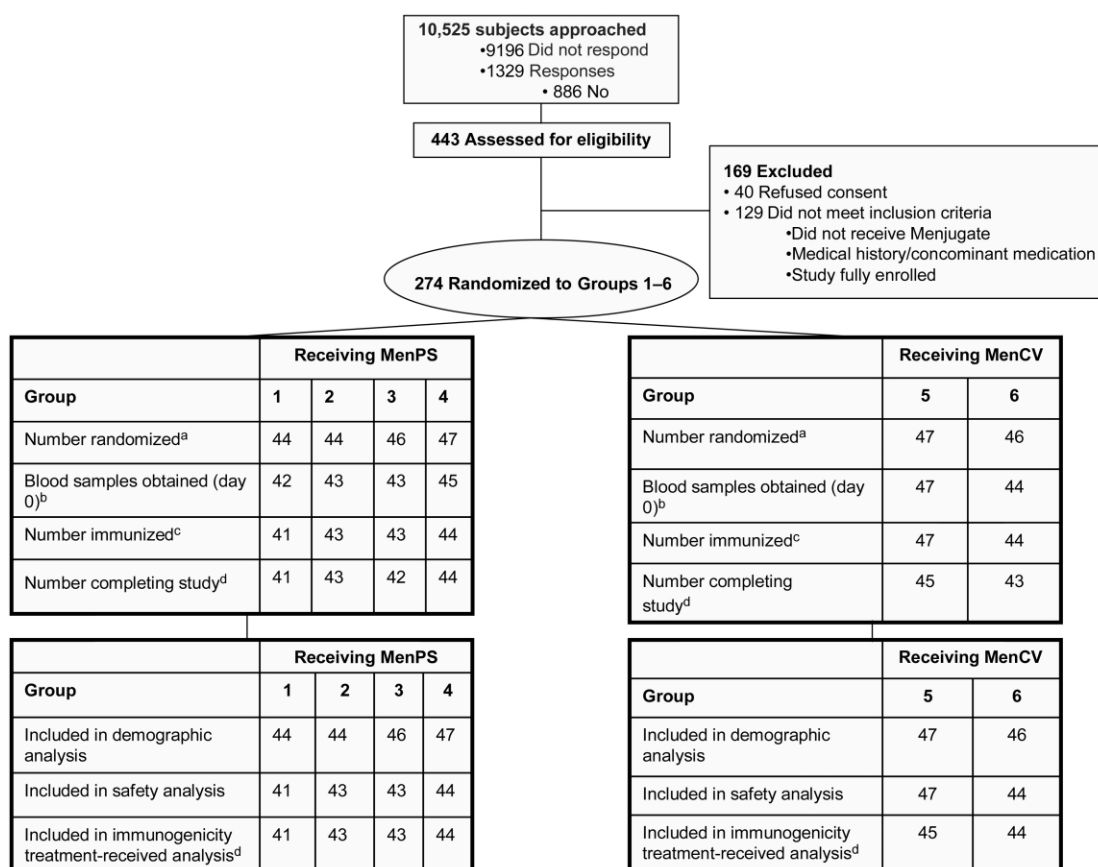 10,525 subjects approached
•9196 Did not respond
•1329 Responses
• 886 No
443 Assessed for eligibility
169 Excluded
• 40 Refused consent
• 129 Did not meet inclusion criteria
•Did not receive Menjugate
•Medical history/concominant medication
•Study fully enrolled
274 Randomized to Groups 1–6
Receiving MenPS
Group 1 2 3 4
Number randomizedᵃ 44 44 46 47
Blood samples obtained (day
0)ᵇ 42 43 43 45
Number immunizedᶜ 41 43 43 44
Number completing studyᵈ 41 43 42 44
Receiving MenCV
Group 5 6
Number randomizedᵃ 47 46
Blood samples obtained (day
0)ᵇ 47 44
Number immunizedᶜ 47 44
Number completing
studyᵈ 45 43
Receiving MenPS
Group 1 2 3 4
Included in demographic
analysis 44 44 46 47
Included in safety analysis 41 43 43 44
Included in immunogenicity
treatment-received analysisᵈ 41 43 43 44
Receiving MenCV
Group 5 6
Included in demographic
analysis 47 46
Included in safety analysis 47 44
Included in immunogenicity
treatment-received analysisᵈ 45 44